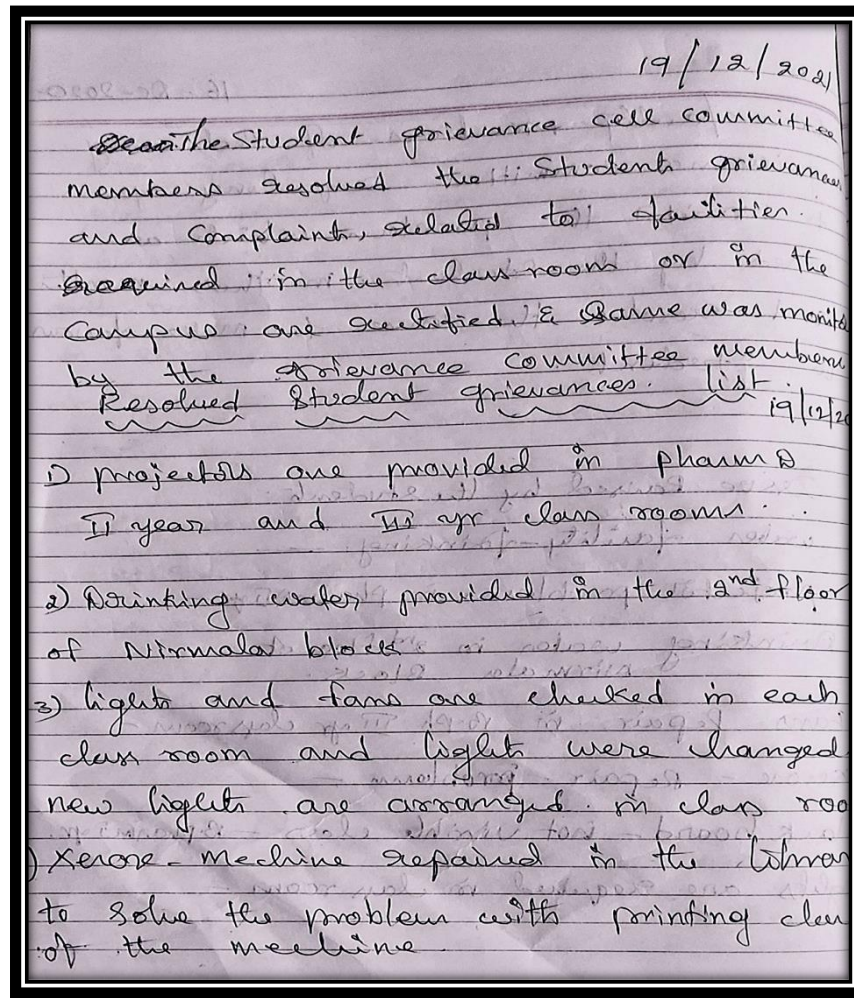 19/12/2021
The Student grievance cell committee
members resolved the Student grievances
and Complaints, related to facilities.
required in the class room or in the
Campus are rectified, & Same was monito
by the grievance committee members
Resolved Student grievances. list.
19/12/20
1) projectors are provided in pharm D
II year and III yr class rooms.
2) Drinking water provided in the 2nd floor
of Nirmala block
3) lights and fans are checked in each
class room and lights were changed
new lights are arranged in class roo
) Xerox-mechine repaired in the
to solve the problem with printing clea
of the mechine